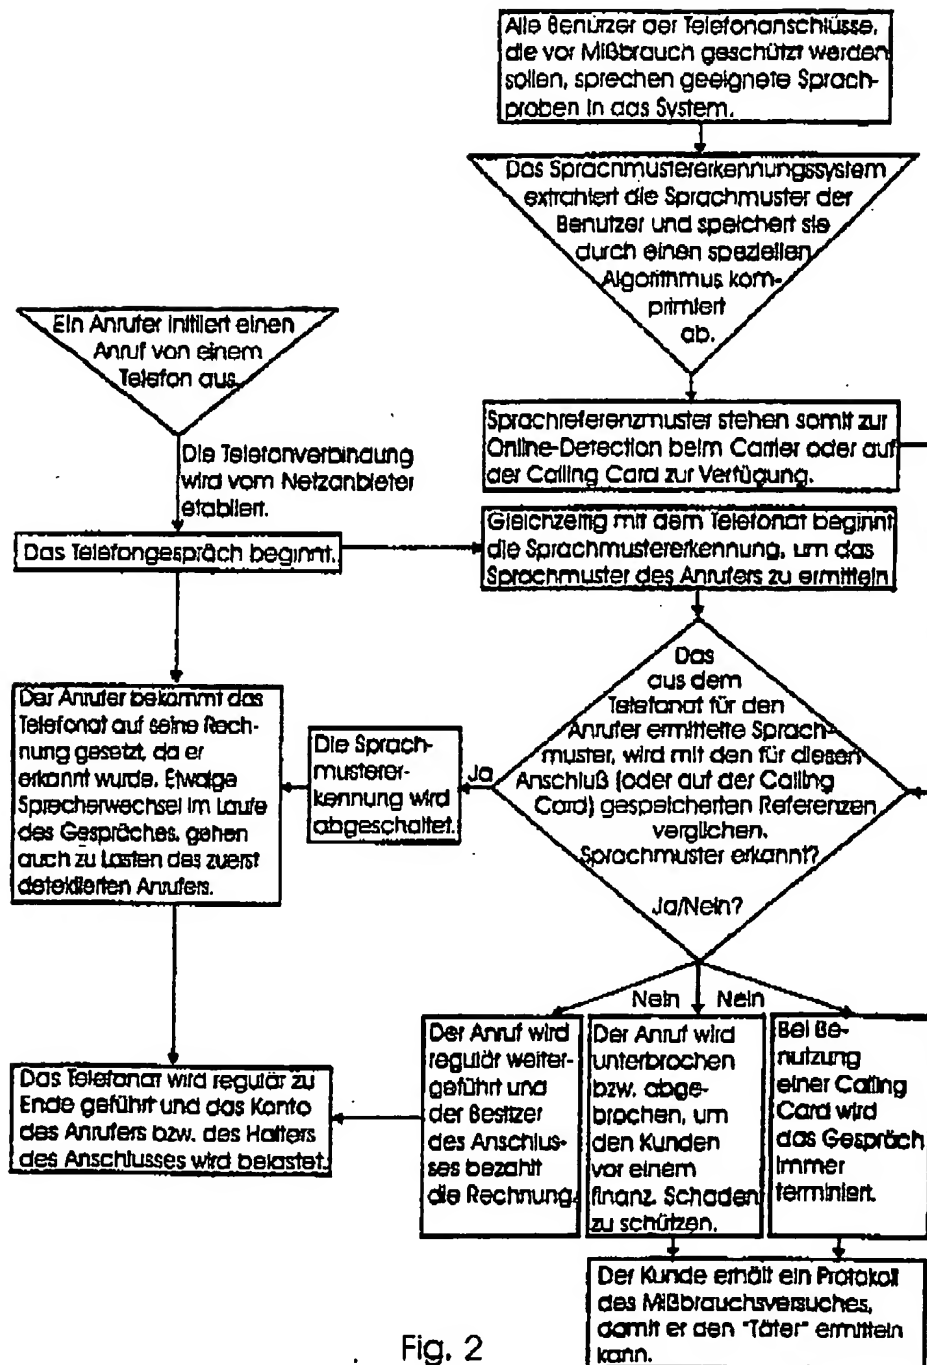 Alle Benutzer der Telefonanschlüsse,
die vor Mißbrauch geschützt werden
sollen, sprechen geeignete Sprach-
proben in das System.
Das Sprachmustererkennungssystem
extrahiert die Sprachmuster der
Benutzer und speichert sie
durch einen speziellen
Algorithmus kom-
primiert
ab.
Ein Anrufer initiiert einen
Anruf von einem
Telefon aus.
Sprachreferenzmuster stehen somit zur
Online-Detection beim Carrier oder auf
der Calling Card zur Verfügung.
Die Telefonverbindung
wird vom Netzanbieter
etabliert.
Das Telefongespräch beginnt.
Gleichzeitig mit dem Telefonat beginnt
die Sprachmustererkennung, um das
Sprachmuster des Anrufers zu ermitteln
Das
aus dem
Telefonat für den
Anrufer ermittelte Sprach-
muster, wird mit den für diesen
Anschluß (oder auf der Calling
Card) gespeicherten Referenzen
verglichen.
Sprachmuster erkannt?
Ja/Nein?
Ja
Die Sprach-
musterer-
kennung wird
abgeschaltet.
Der Anrufer bekommt das
Telefonat auf seine Rech-
nung gesetzt, da er
erkannt wurde. Etwaige
Sprecherwechsel im Laufe
des Gespräches, gehen
auch zu Lasten des zuerst
detektierten Anrufers.
Nein
Nein
Der Anruf wird
regulär weiter-
geführt und
der Besitzer
des Anschlus-
ses bezahlt
die Rechnung.
Der Anruf wird
unterbrochen
bzw. abge-
brochen, um
den Kunden
vor einem
finanz. Schaden
zu schützen.
Bei Be-
nutzung
einer Calling
Card wird
das Gespräch
immer
terminiert.
Das Telefonat wird regulär zu
Ende geführt und das Konto
des Anrufers bzw. des Halters
des Anschlusses wird belastet.
Der Kunde erhält ein Protokoll
des Mißbrauchsversuches,
damit er den "Täter" ermitteln
kann.
Fig. 2